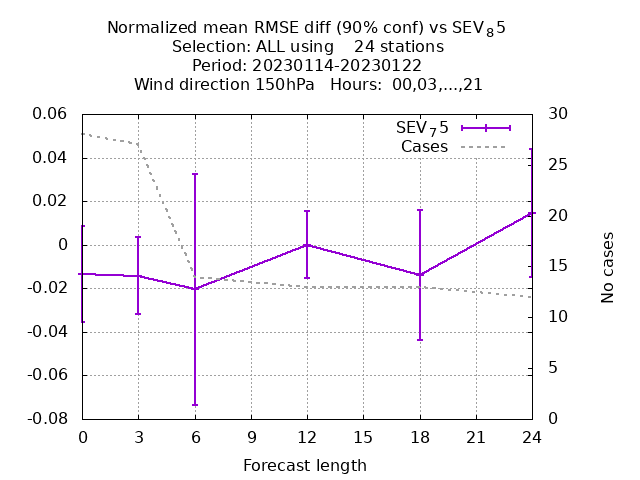 Normalized mean RMSE diff (90% conf) vs SEV₈5
Selection: ALL using    24 stations
Period: 20230114-20230122
Wind direction 150hPa   Hours:  00,03,...,21
0.06
0.04
0.02
0
-0.02
-0.04
-0.06
-0.08
SEV₇5
Cases
30
25
20
15
10
5
0
No cases
0 3 6 9 12 15 18 21 24
Forecast length